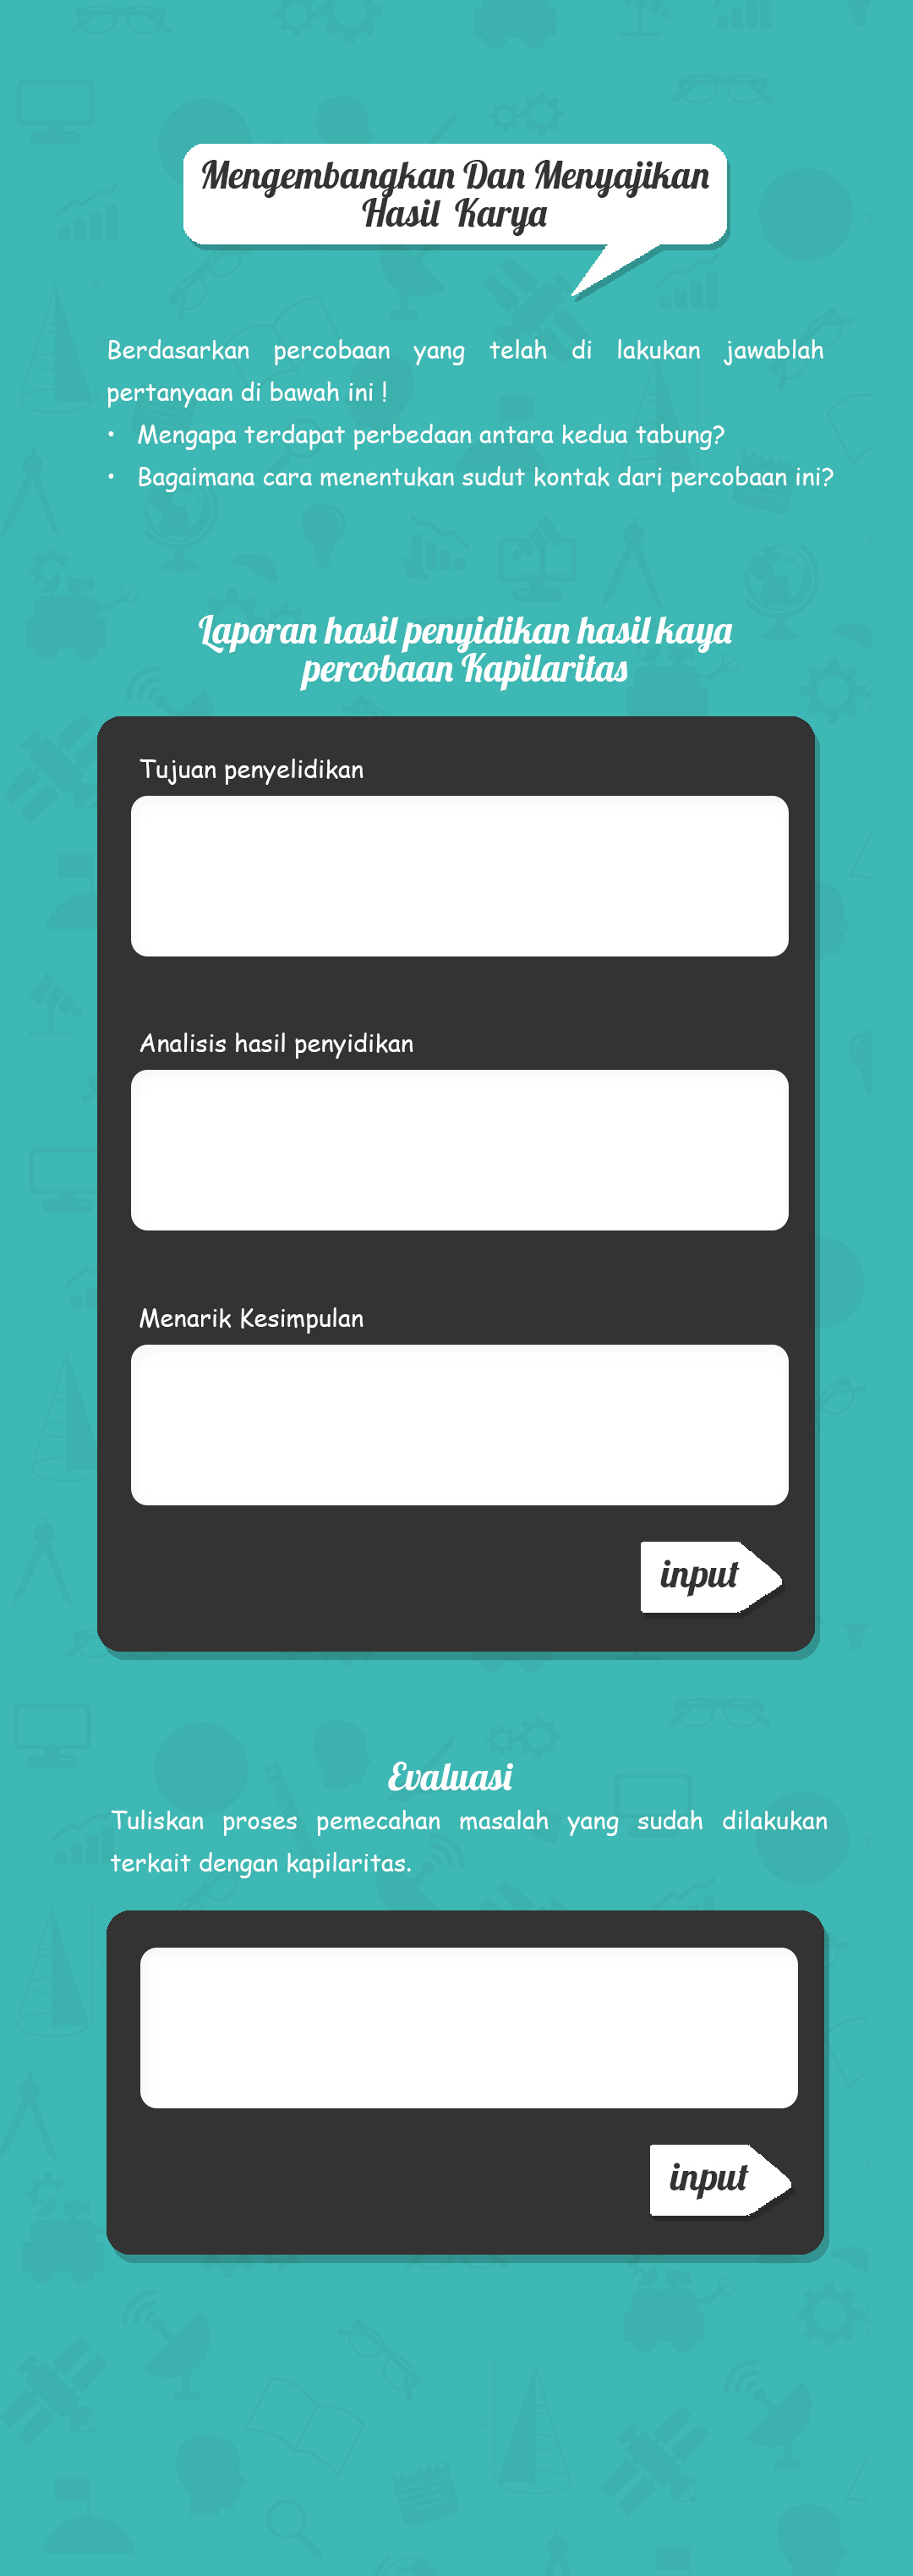 Mengembangkan Dan Menyajikan
Hasil Karya
Berdasarkan percobaan yang telah di lakukan jawablah
pertanyaan di bawah ini !
• Mengapa terdapat perbedaan antara kedua tabung?
• Bagaimana cara menentukan sudut kontak dari percobaan ini?
Laporan hasil penyidikan hasil kaya
percobaan Kapilaritas
Tujuan penyelidikan
Analisis hasil penyidikan
Menarik Kesimpulan
input
Evaluasi
Tuliskan proses pemecahan masalah yang sudah dilakukan
terkait dengan kapilaritas.
input